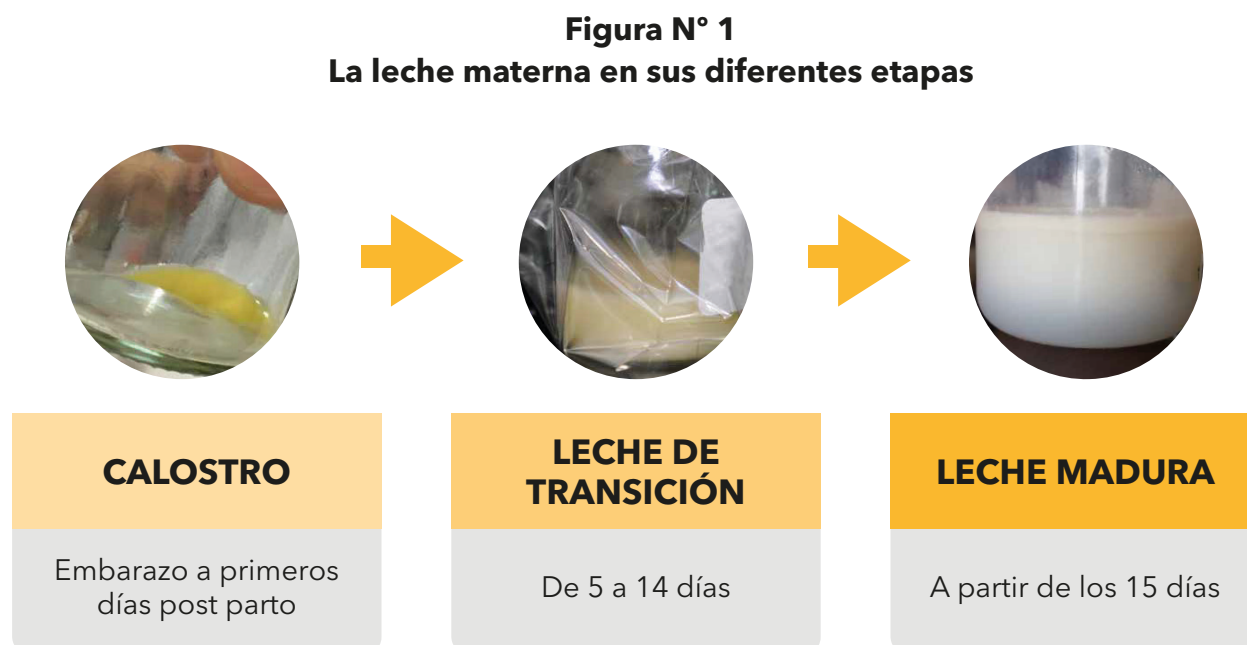 Figura N° 1
La leche materna en sus diferentes etapas
CALOSTRO
Embarazo a primeros
días post parto
LECHE DE
TRANSICIÓN
De 5 a 14 días
LECHE MADURA
A partir de los 15 días